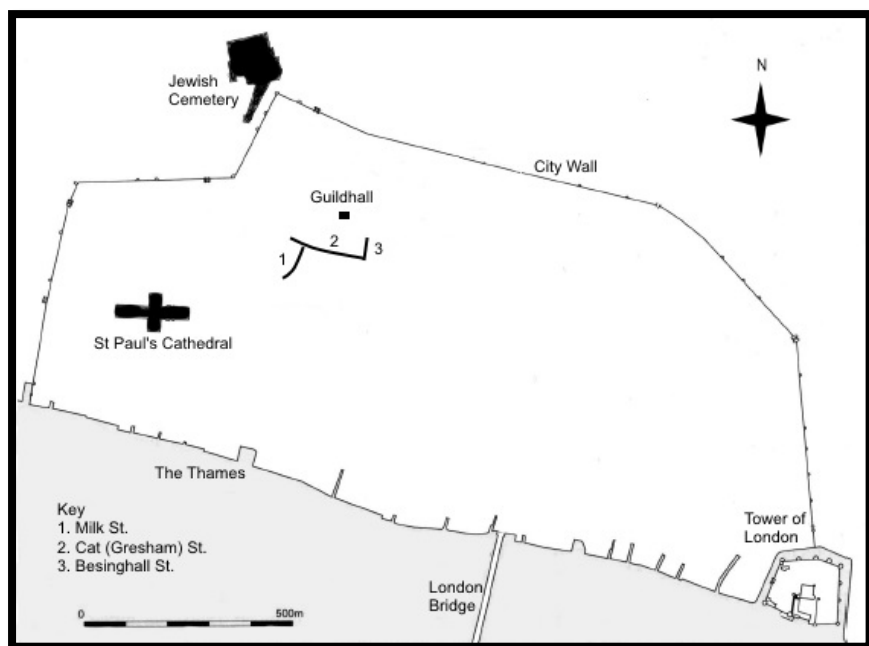 Jewish
Cemetery
N
City Wall
Guildhall
2
1
3
St Paul's Cathedral
The Thames
Key
1. Milk St.
2. Cat (Gresham) St.
3. Besinghall St.
0 500m
London
Bridge
Tower of
London